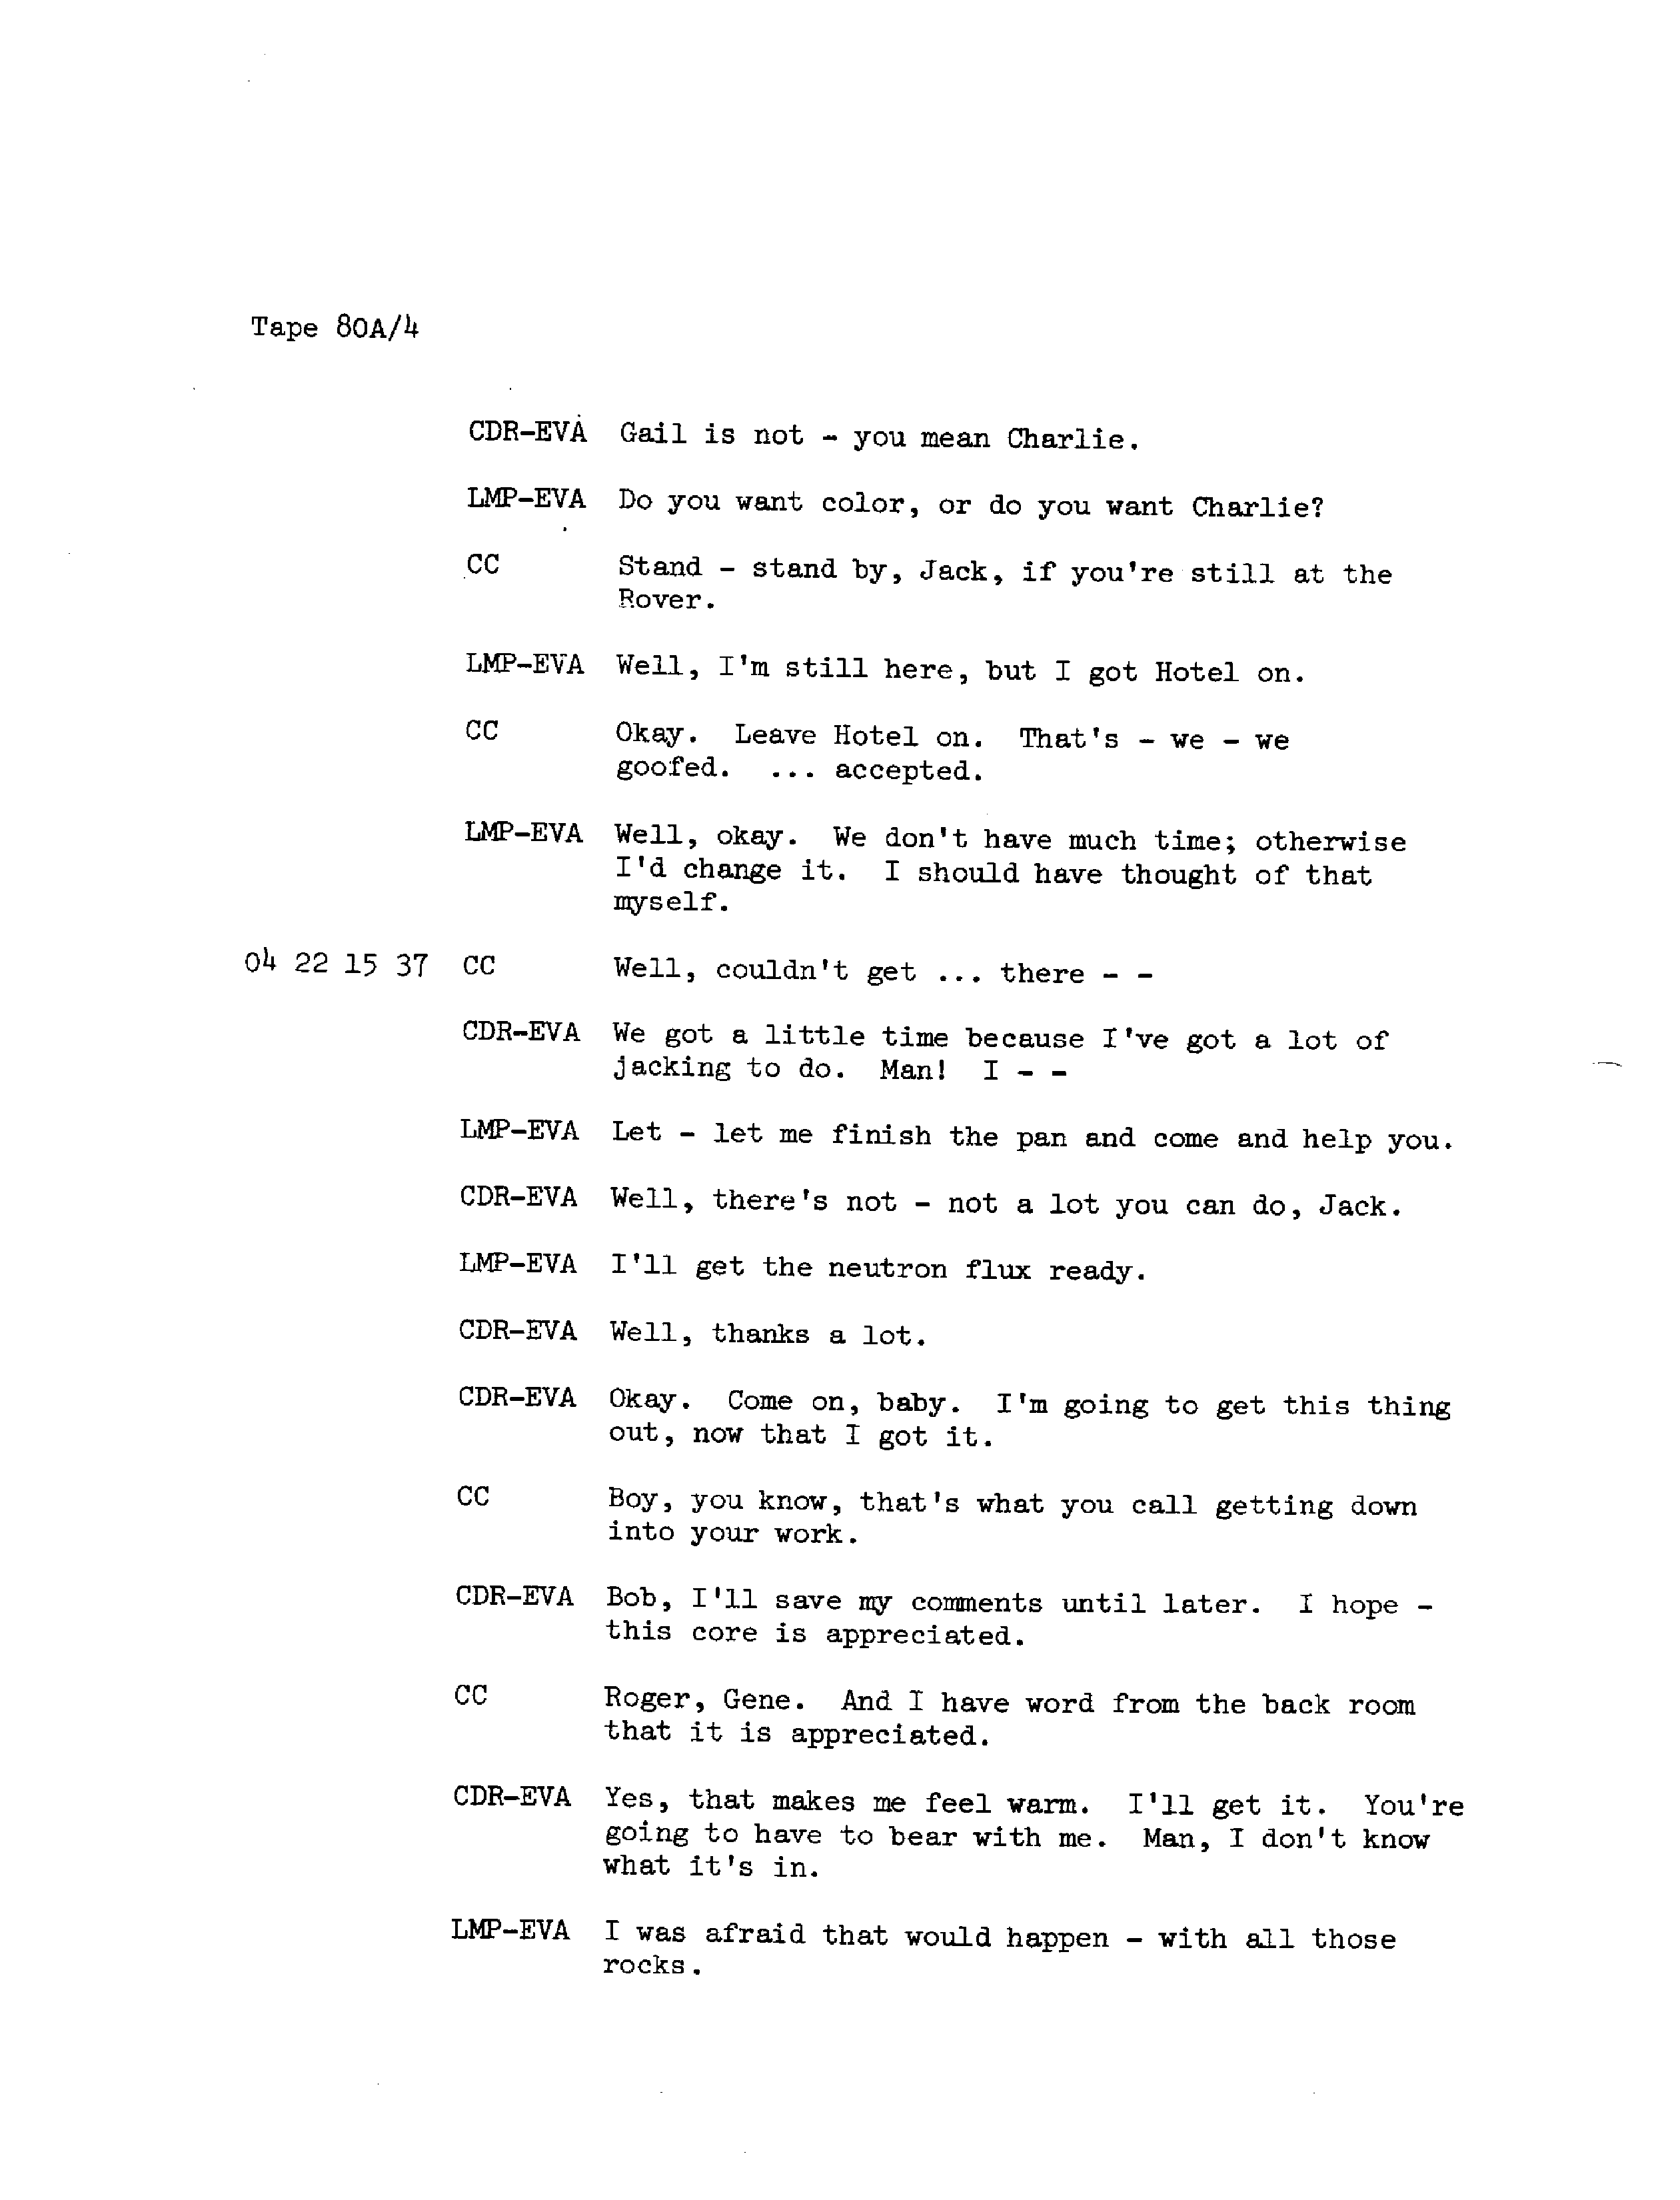 Tape 80A/4
CDR-EVA Gail is not - you mean Charlie.
LMP-EVA Do you want color, or do you want Charlie?
CC Stand - stand by, Jack, if you're still at the
Rover.
LMP-EVA Well, I'm still here, but I got Hotel on.
CC Okay. Leave Hotel on. That's - we - we
goofed. ... accepted.
LMP-EVA Well, okay. We don't have much time; otherwise
I'd change it. I should have thought of that
myself.
04 22 15 37 CC Well, couldn't get ... there - -
CDR-EVA We got a little time because I've got a lot of
jacking to do. Man! I - -
LMP-EVA Let - let me finish the pan and come and help you.
CDR-EVA Well, there's not - not a lot you can do, Jack.
LMP-EVA I'll get the neutron flux ready.
CDR-EVA Well, thanks a lot.
CDR-EVA Okay. Come on, baby. I'm going to get this thing
out, now that I got it.
CC Boy, you know, that's what you call getting down
into your work.
CDR-EVA Bob, I'll save my comments until later. I hope -
this core is appreciated.
CC Roger, Gene. And I have word from the back room
that it is appreciated.
CDR-EVA Yes, that makes me feel warm. I'll get it. You're
going to have to bear with me. Man, I don't know
what it's in.
LMP-EVA I was afraid that would happen - with all those
rocks.